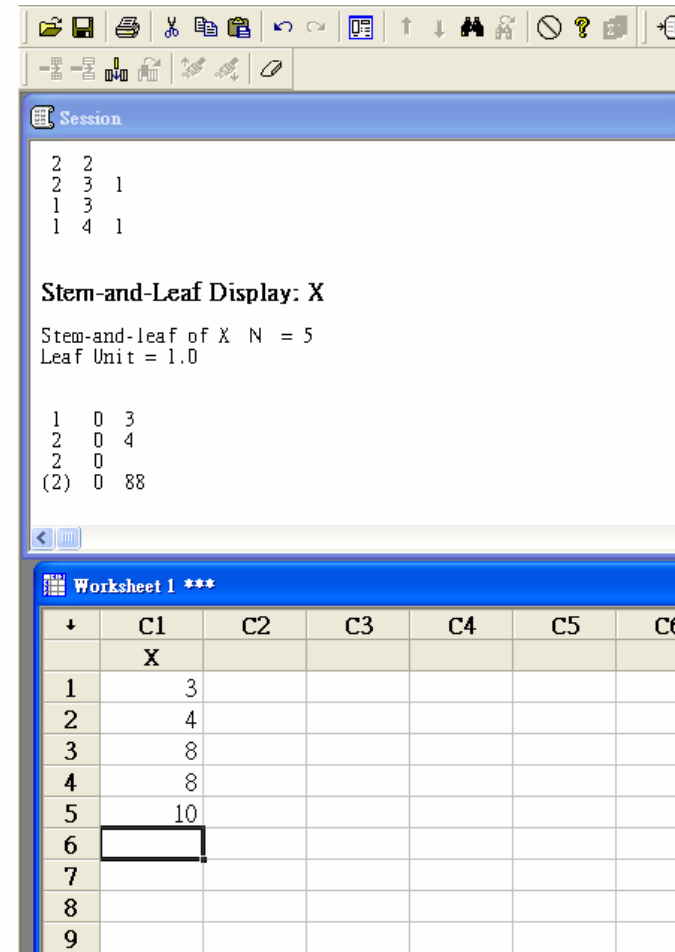 Session
2 2
2 3 1
1 3
1 4 1
Stem-and-Leaf Display: X
Stem-and-leaf of X N = 5
Leaf Unit = 1.0
1 0 3
2 0 4
2 0
(2) 0 88
Worksheet 1 ***
C1 C2 C3 C4 C5
X
1 3
2 4
3 8
4 8
5 10
6
7
8
9